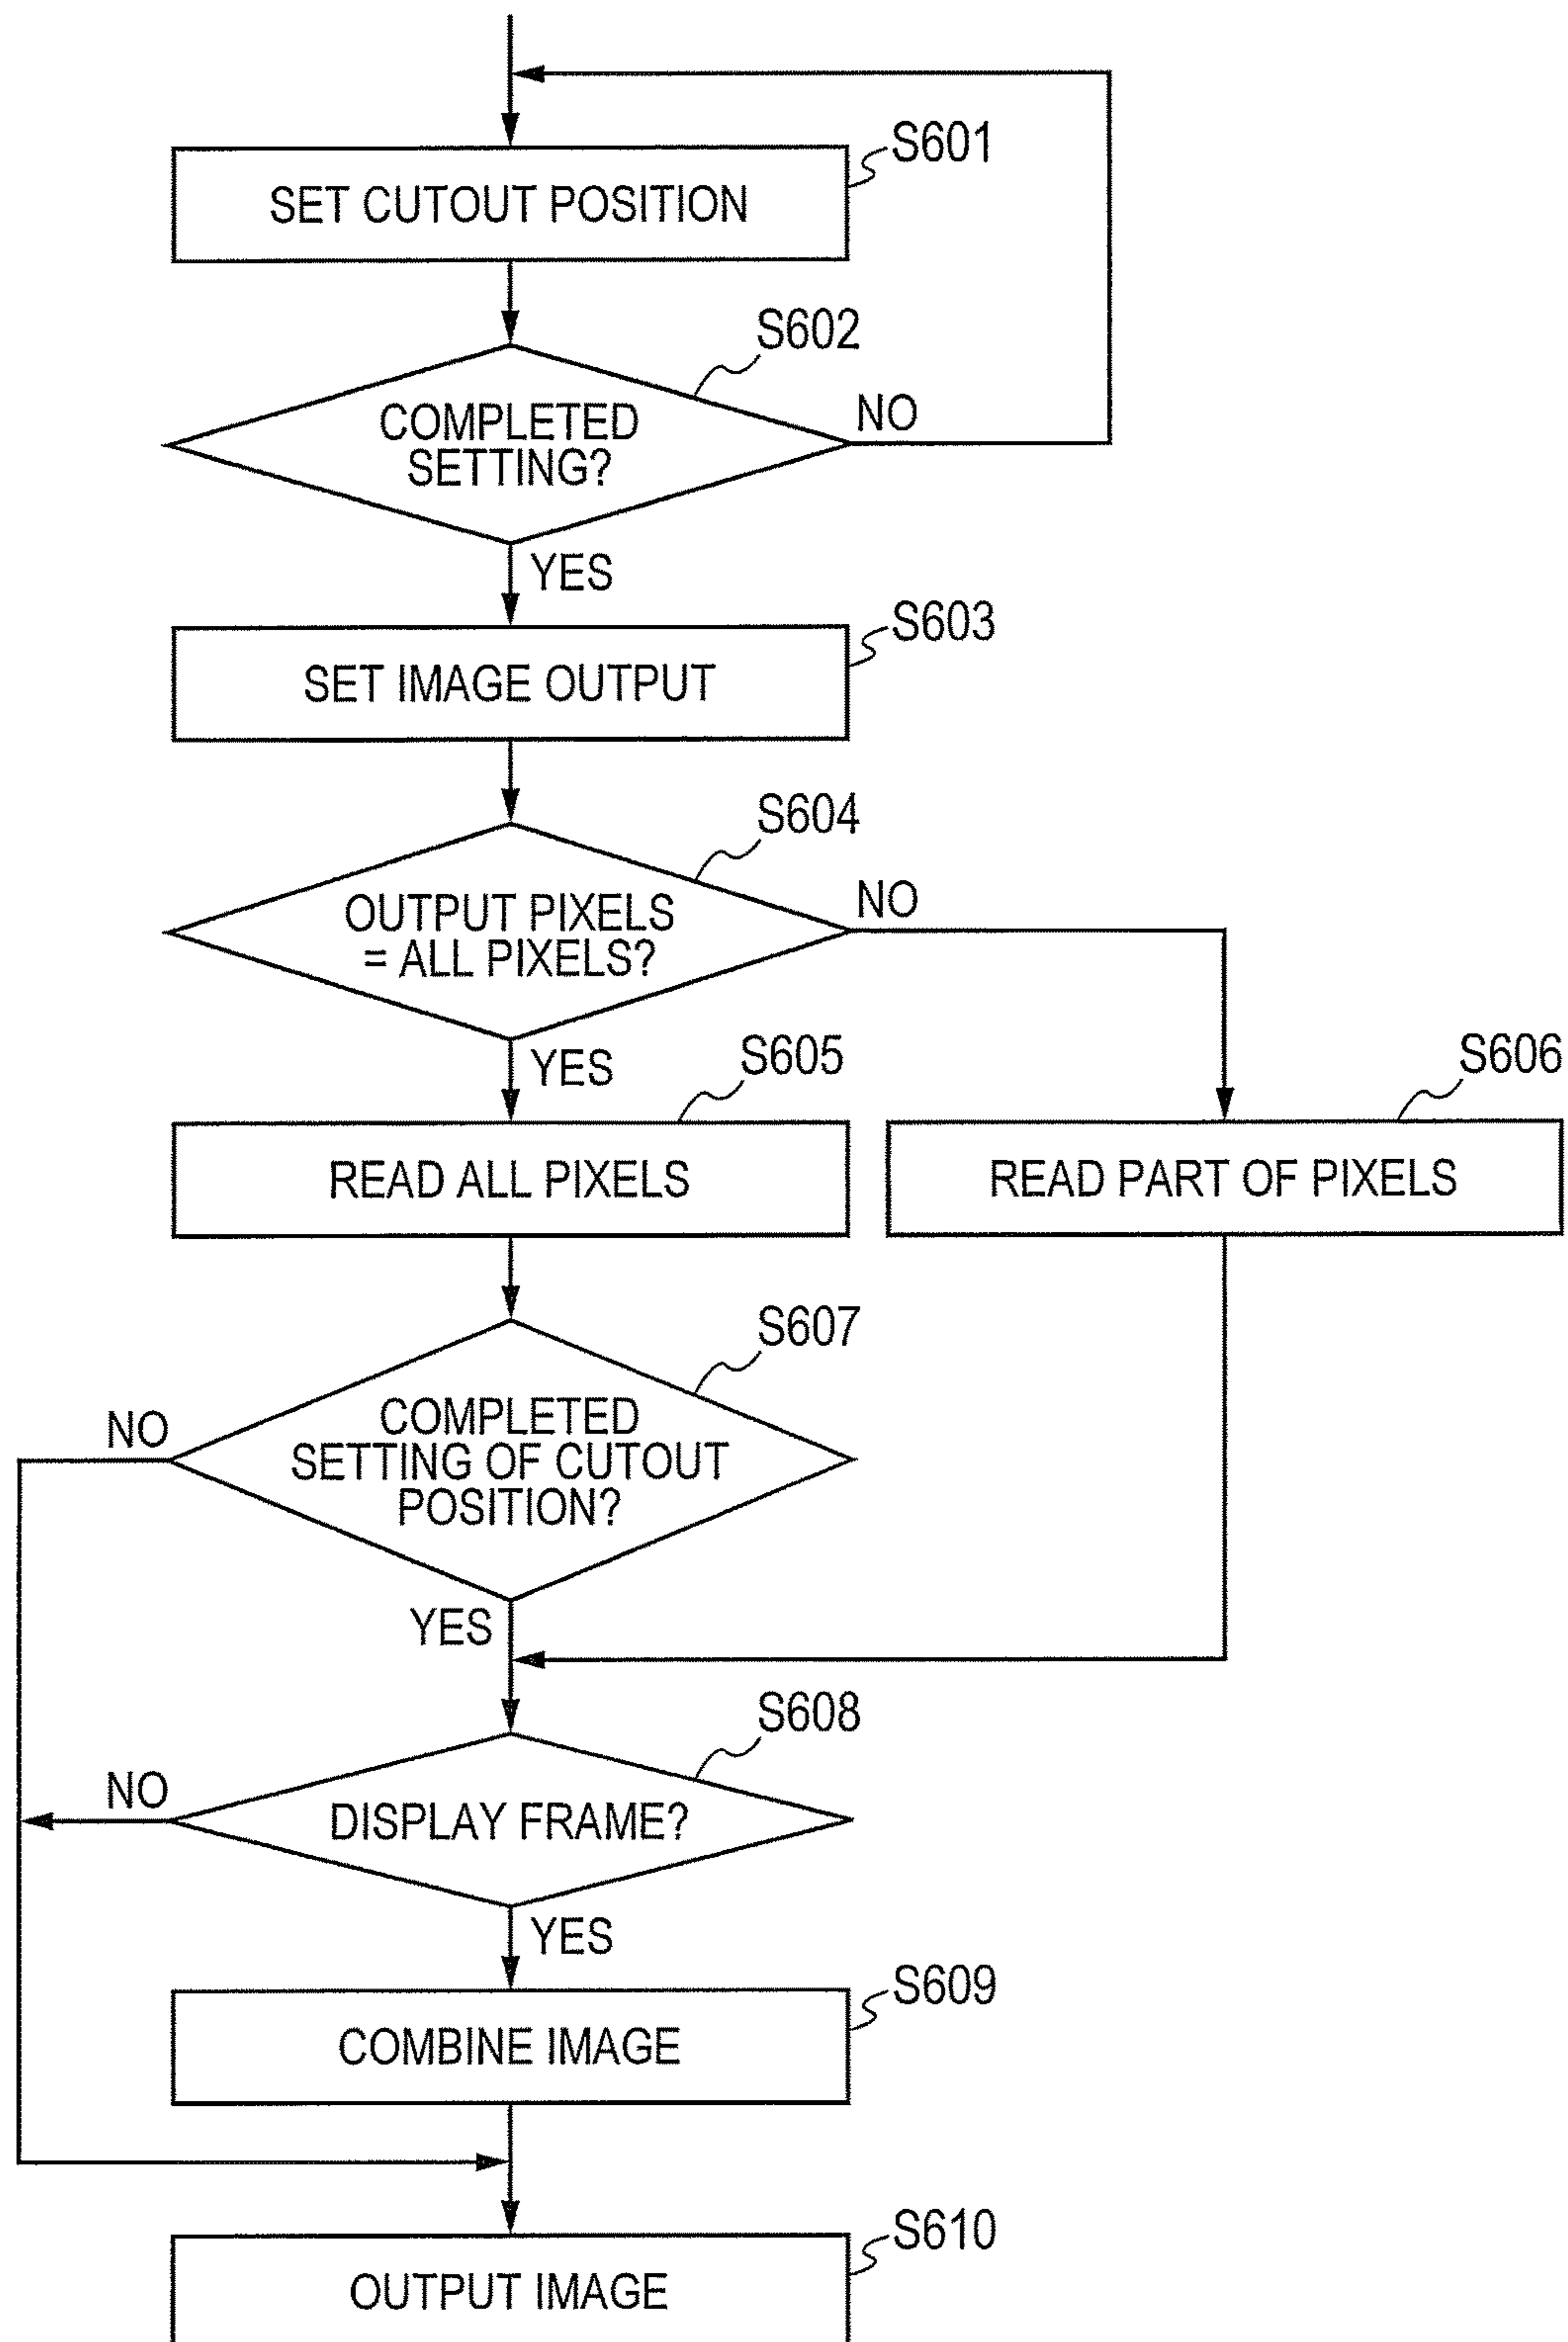 S601
SET CUTOUT POSITION
S602
COMPLETED
SETTING?
NO
YES
S603
SET IMAGE OUTPUT
S604
OUTPUT PIXELS
= ALL PIXELS?
NO
YES
S605
S606
READ ALL PIXELS
READ PART OF PIXELS
S607
COMPLETED
SETTING OF CUTOUT
POSITION?
NO
YES
S608
DISPLAY FRAME?
NO
YES
S609
COMBINE IMAGE
S610
OUTPUT IMAGE